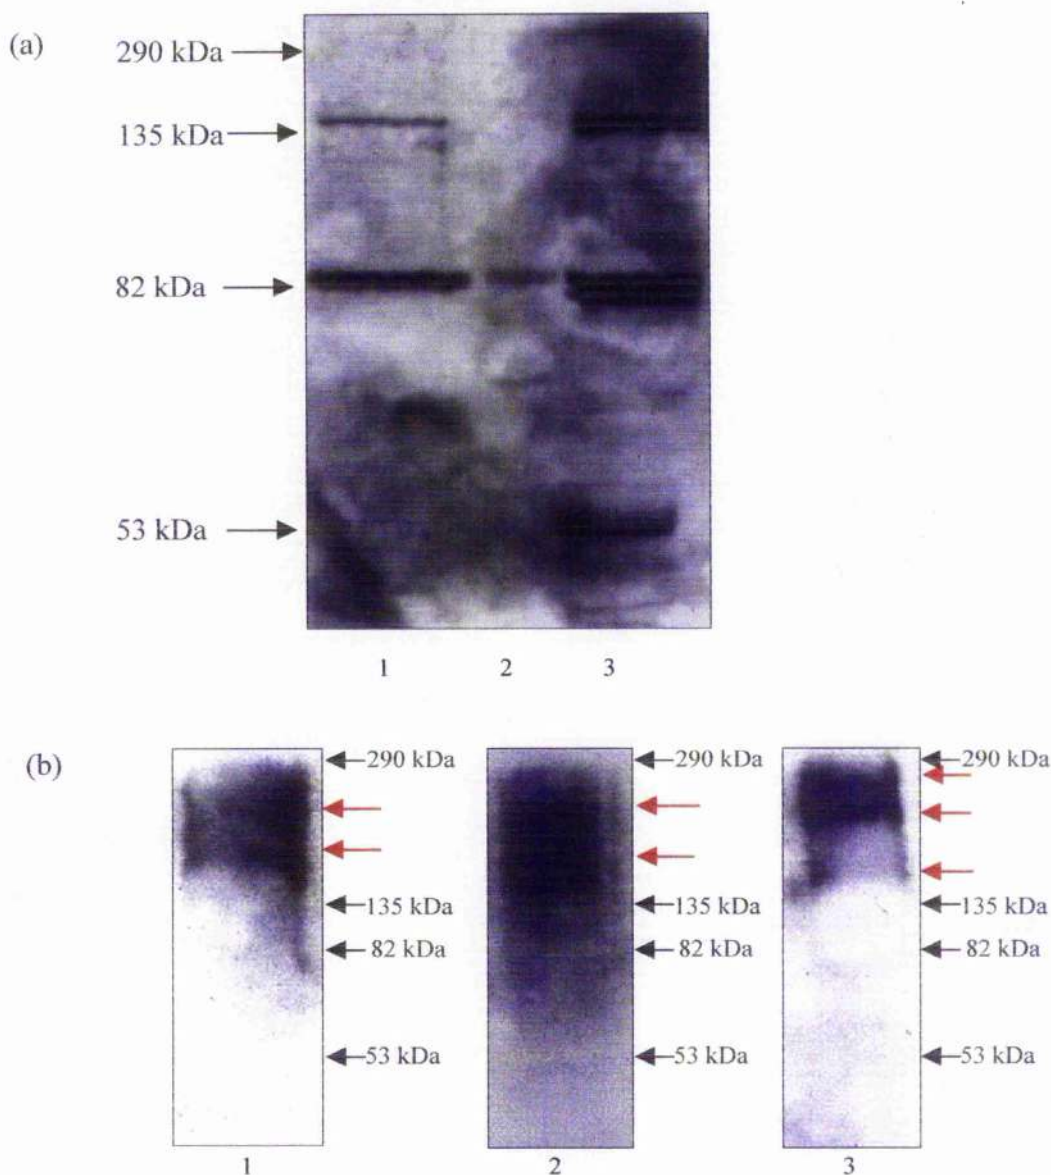 (a)
290 kDa
135 kDa
82 kDa
53 kDa
1 2 3
(b)
290 kDa 290 kDa 290 kDa
135 kDa 135 kDa 135 kDa
82 kDa 82 kDa 82 kDa
53 kDa 53 kDa 53 kDa
1 2 3